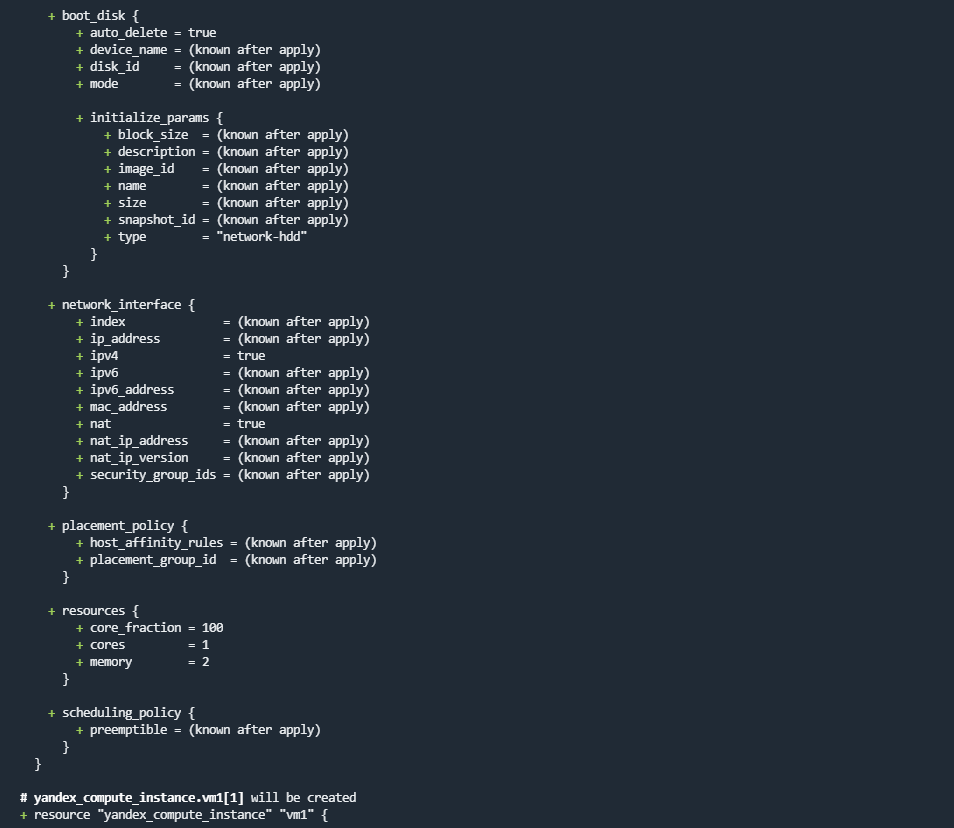 + boot_disk {
+ auto_delete = true
+ device_name = (known after apply)
+ disk_id = (known after apply)
+ mode = (known after apply)
+ initialize_params {
+ block_size = (known after apply)
+ description = (known after apply)
+ image_id = (known after apply)
+ name = (known after apply)
+ size = (known after apply)
+ snapshot_id = (known after apply)
+ type = "network-hdd"
}
}
+ network_interface {
+ index = (known after apply)
+ ip_address = (known after apply)
+ ipv4 = true
+ ipv6 = (known after apply)
+ ipv6_address = (known after apply)
+ mac_address = (known after apply)
+ nat = true
+ nat_ip_address = (known after apply)
+ nat_ip_version = (known after apply)
+ security_group_ids = (known after apply)
}
+ placement_policy {
+ host_affinity_rules = (known after apply)
+ placement_group_id = (known after apply)
}
+ resources {
+ core_fraction = 100
+ cores = 1
+ memory = 2
}
+ scheduling_policy {
+ preemptible = (known after apply)
}
}
# yandex_compute_instance.vm1[1] will be created
+ resource "yandex_compute_instance" "vm1" {